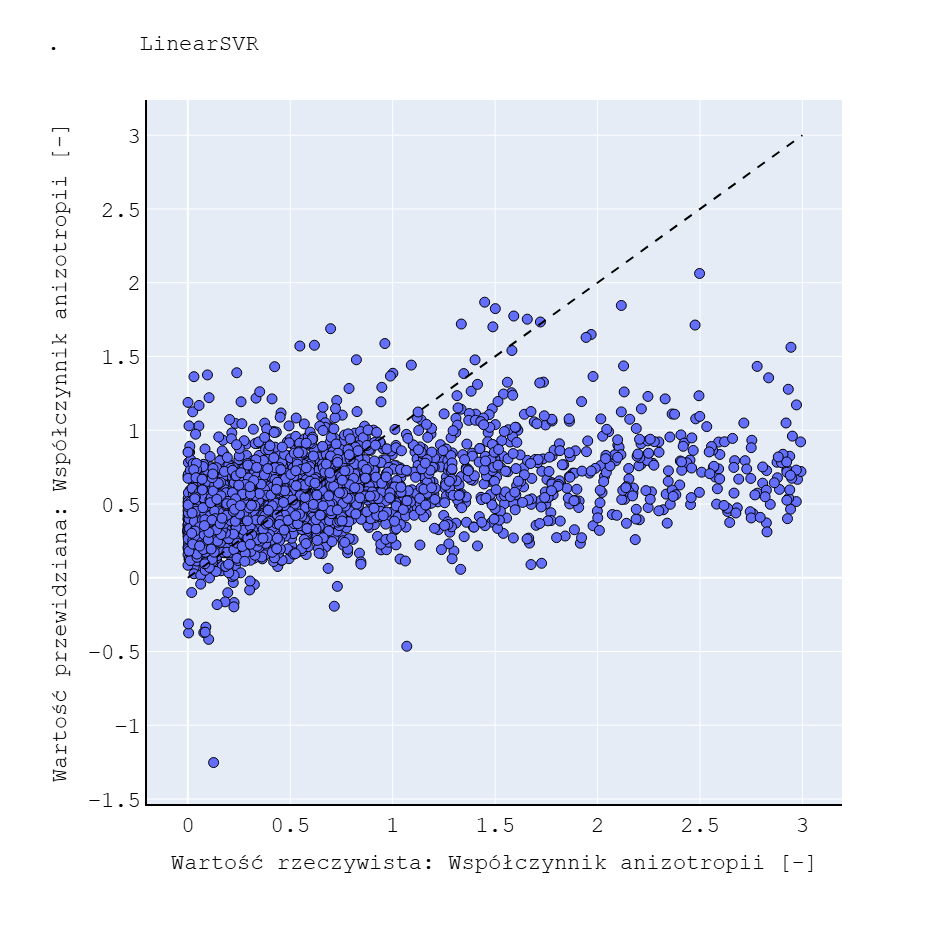 . LinearSVR
Wartość przewidziana: Współczynnik anizotropii [−]
3
2.5
2
1.5
1
0.5
0
−0.5
−1
−1.5
0 0.5 1 1.5 2 2.5 3
Wartość rzeczywista: Współczynnik anizotropii [−]